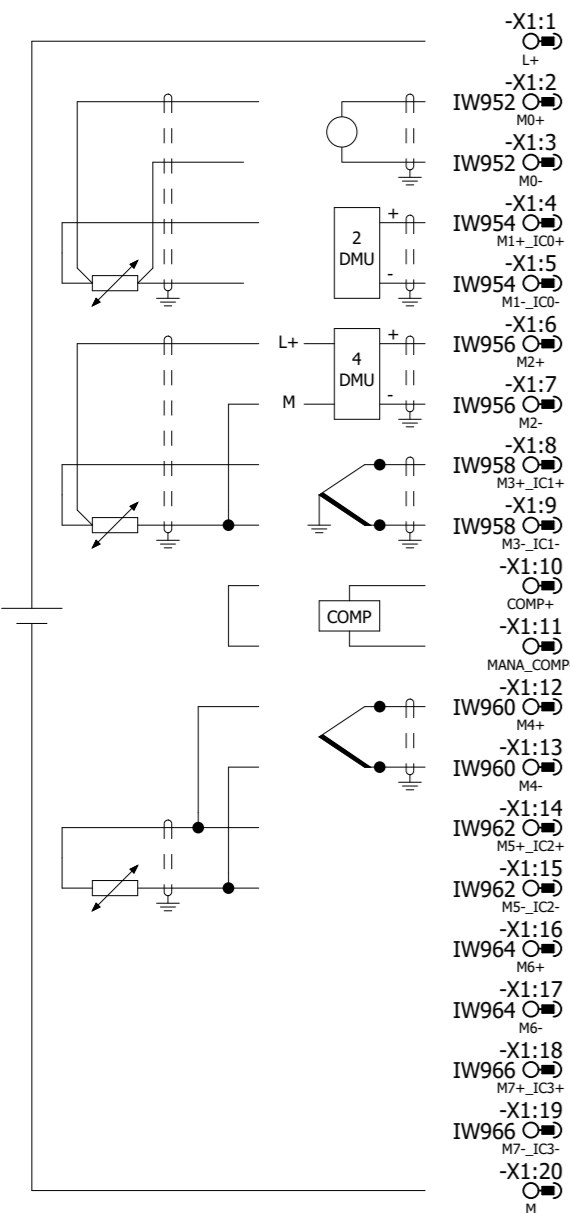 -X1:1
L+
-X1:2
IW952
M0+
-X1:3
IW952
M0-
-X1:4
+ IW954
M1+_IC0+
2
DMU
-X1:5
- IW954
M1-_IC0-
-X1:6
L+ + IW956
M2+
4
DMU
-X1:7
M - IW956
M2-
-X1:8
IW958
M3+_IC1+
-X1:9
IW958
M3-_IC1-
-X1:10
COMP+
COMP
-X1:11
MANA_COMP
-X1:12
IW960
M4+
-X1:13
IW960
M4-
-X1:14
IW962
M5+_IC2+
-X1:15
IW962
M5-_IC2-
-X1:16
IW964
M6+
-X1:17
IW964
M6-
-X1:18
IW966
M7+_IC3+
-X1:19
IW966
M7-_IC3-
-X1:20
M